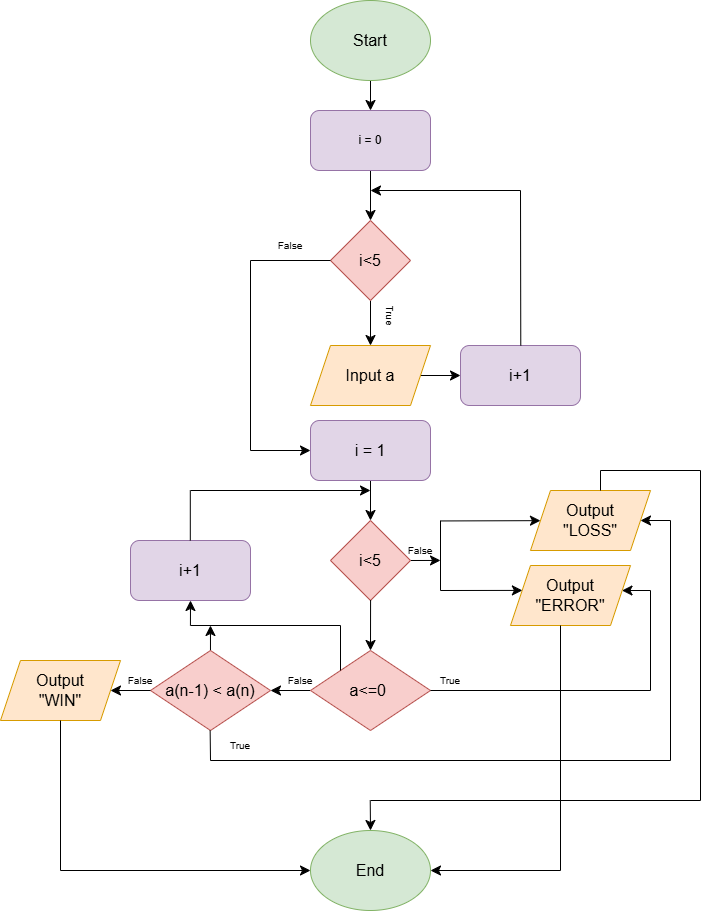 Start
i = 0
False
i<5
True
Input a
i+1
i = 1
Output
"LOSS"
i<5
False
i+1
Output
"ERROR"
Output
"WIN"
False
a(n-1) < a(n)
False
a<=0
True
True
End